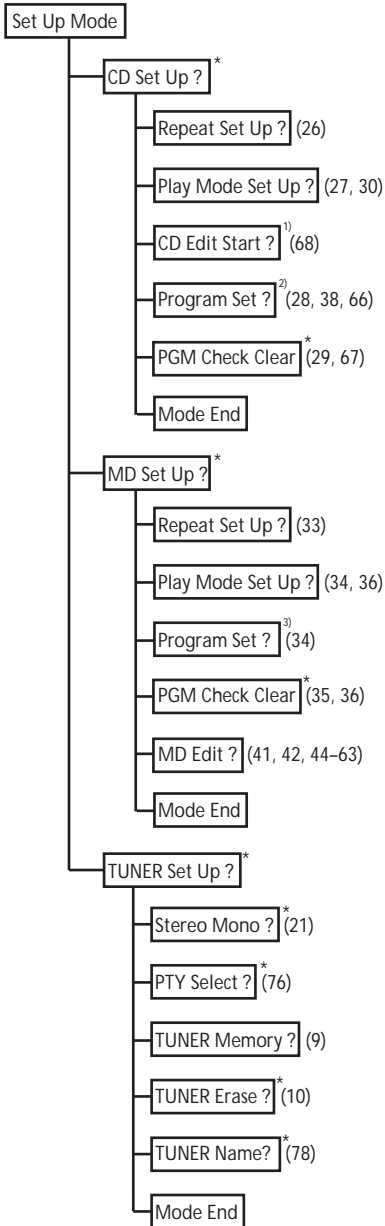 Set Up Mode
CD Set Up ? *
Repeat Set Up ? (26)
Play Mode Set Up ? (27, 30)
CD Edit Start ? 1) (68)
Program Set ? 2) (28, 38, 66)
PGM Check Clear * (29, 67)
Mode End
MD Set Up ? *
Repeat Set Up ? (33)
Play Mode Set Up ? (34, 36)
Program Set ? 3) (34)
PGM Check Clear * (35, 36)
MD Edit ? (41, 42, 44–63)
Mode End
TUNER Set Up ? *
Stereo Mono ? * (21)
PTY Select ? * (76)
TUNER Memory ? (9)
TUNER Erase ? * (10)
TUNER Name? * (78)
Mode End